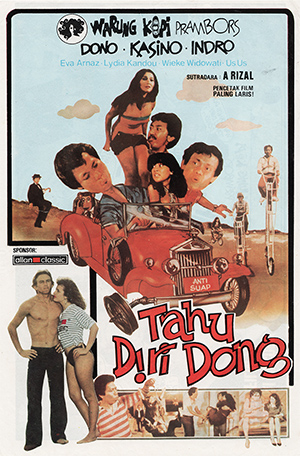 WARUNG KOPI PRAMBORS
DONO · KASINO · INDRO
Eva Arnaz · Lydia Kandou · Wieke Widowati · Us Us
SUTRADARA : A RIZAL
PENCETAK FILM
PALING LARIS!
SPONSOR:
allan classic
ANTI
SUAP
Tahu
Diri Dong